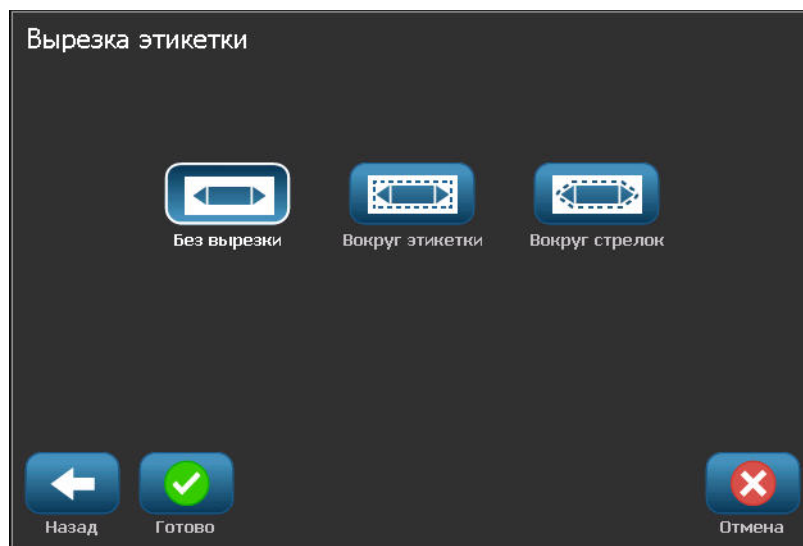 Вырезка этикетки
Без вырезки
Вокруг этикетки
Вокруг стрелок
Назад
Готово
Отмена